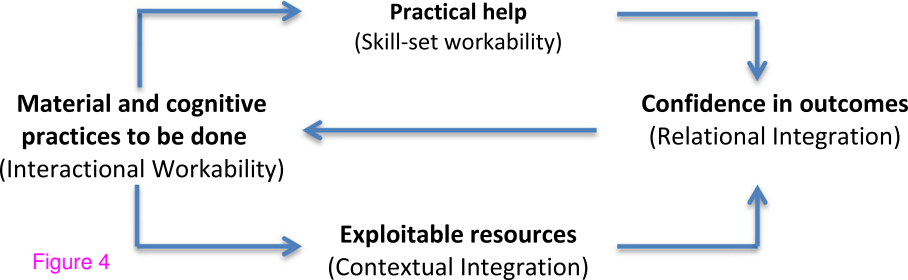 Practical help
(Skill-set workability)
Material and cognitive
practices to be done
(Interactional Workability)
Confidence in outcomes
(Relational Integration)
Exploitable resources
(Contextual Integration)
Figure 4